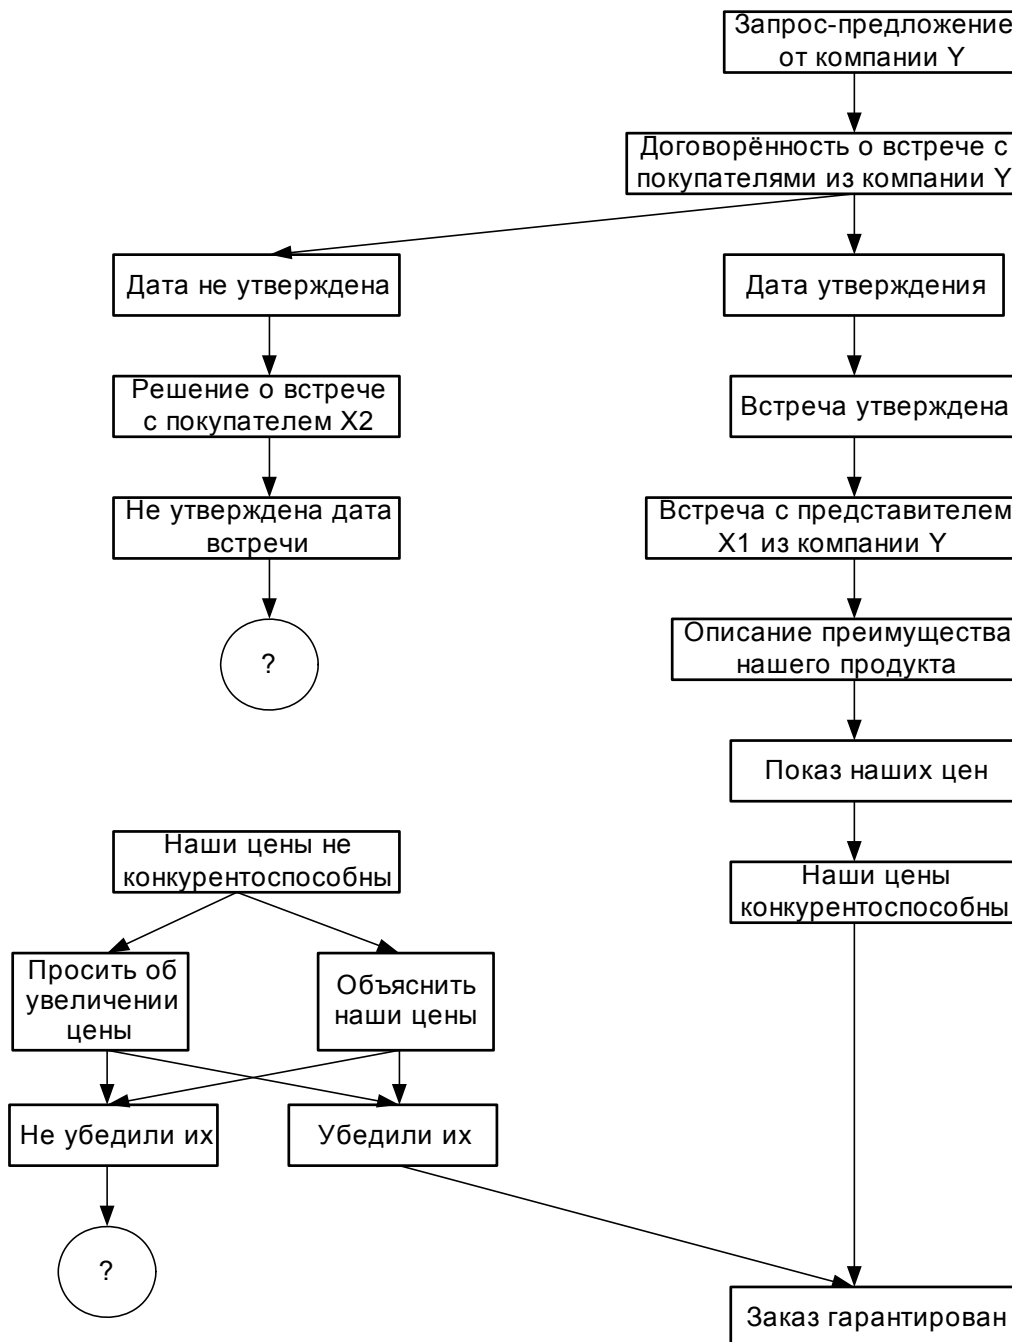 Запрос-предложение
от компании Y
Договорённость о встрече с
покупателями из компании Y
Дата не утверждена
Дата утверждения
Решение о встрече
с покупателем X2
Встреча утверждена
Не утверждена дата
встречи
Встреча с представителем
X1 из компании Y
?
Описание преимущества
нашего продукта
Показ наших цен
Наши цены не
конкурентоспособны
Наши цены
конкурентоспособны
Просить об
увеличении
цены
Объяснить
наши цены
Не убедили их
Убедили их
?
Заказ гарантирован